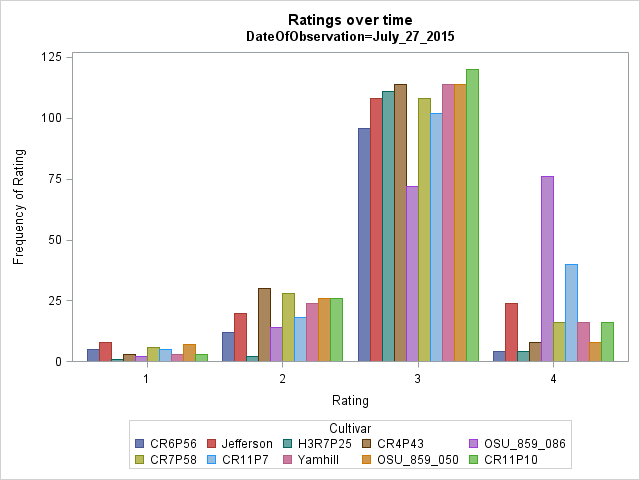 Ratings over time
DateOfObservation=July_27_2015
125
100
75
50
25
0
Frequency of Rating
1 2 3 4
Rating
Cultivar
CR6P56 Jefferson H3R7P25 CR4P43 OSU_859_086
CR7P58 CR11P7 Yamhill OSU_859_050 CR11P10